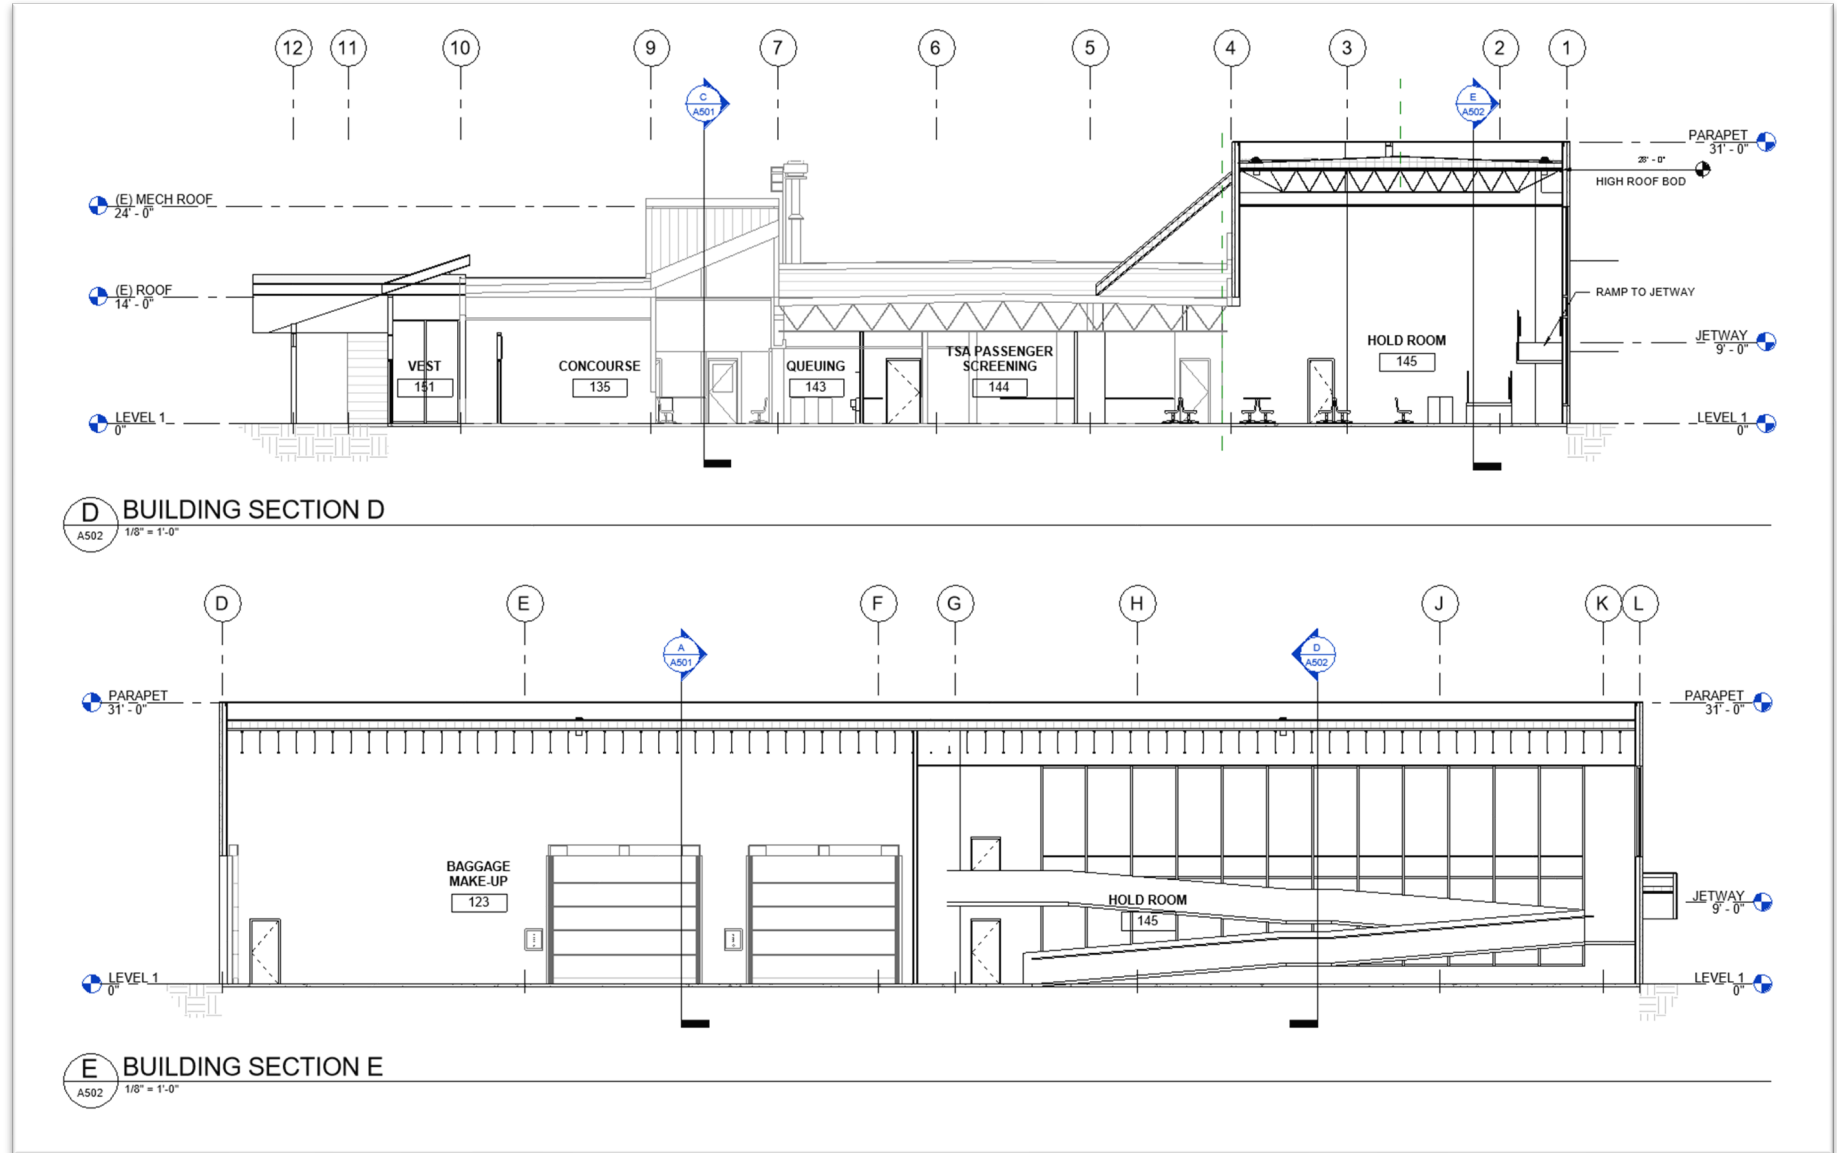 12 11 10 9 7 6 5 4 3 2 1
C
A501
E
A502
PARAPET
31' - 0"
28' - 0"
HIGH ROOF BOD
(E) MECH ROOF
24' - 0"
(E) ROOF
14' - 0"
RAMP TO JETWAY
JETWAY
9' - 0"
HOLD ROOM
145
VEST
151
CONCOURSE
135
QUEUING
143
TSA PASSENGER
SCREENING
144
LEVEL 1
0"
LEVEL 1
0"
D
A502
BUILDING SECTION D
1/8" = 1'-0"
D E F G H J K L
A
A501
D
A502
PARAPET
31' - 0"
PARAPET
31' - 0"
BAGGAGE
MAKE-UP
123
HOLD ROOM
145
JETWAY
9' - 0"
LEVEL 1
0"
LEVEL 1
0"
E
A502
BUILDING SECTION E
1/8" = 1'-0"